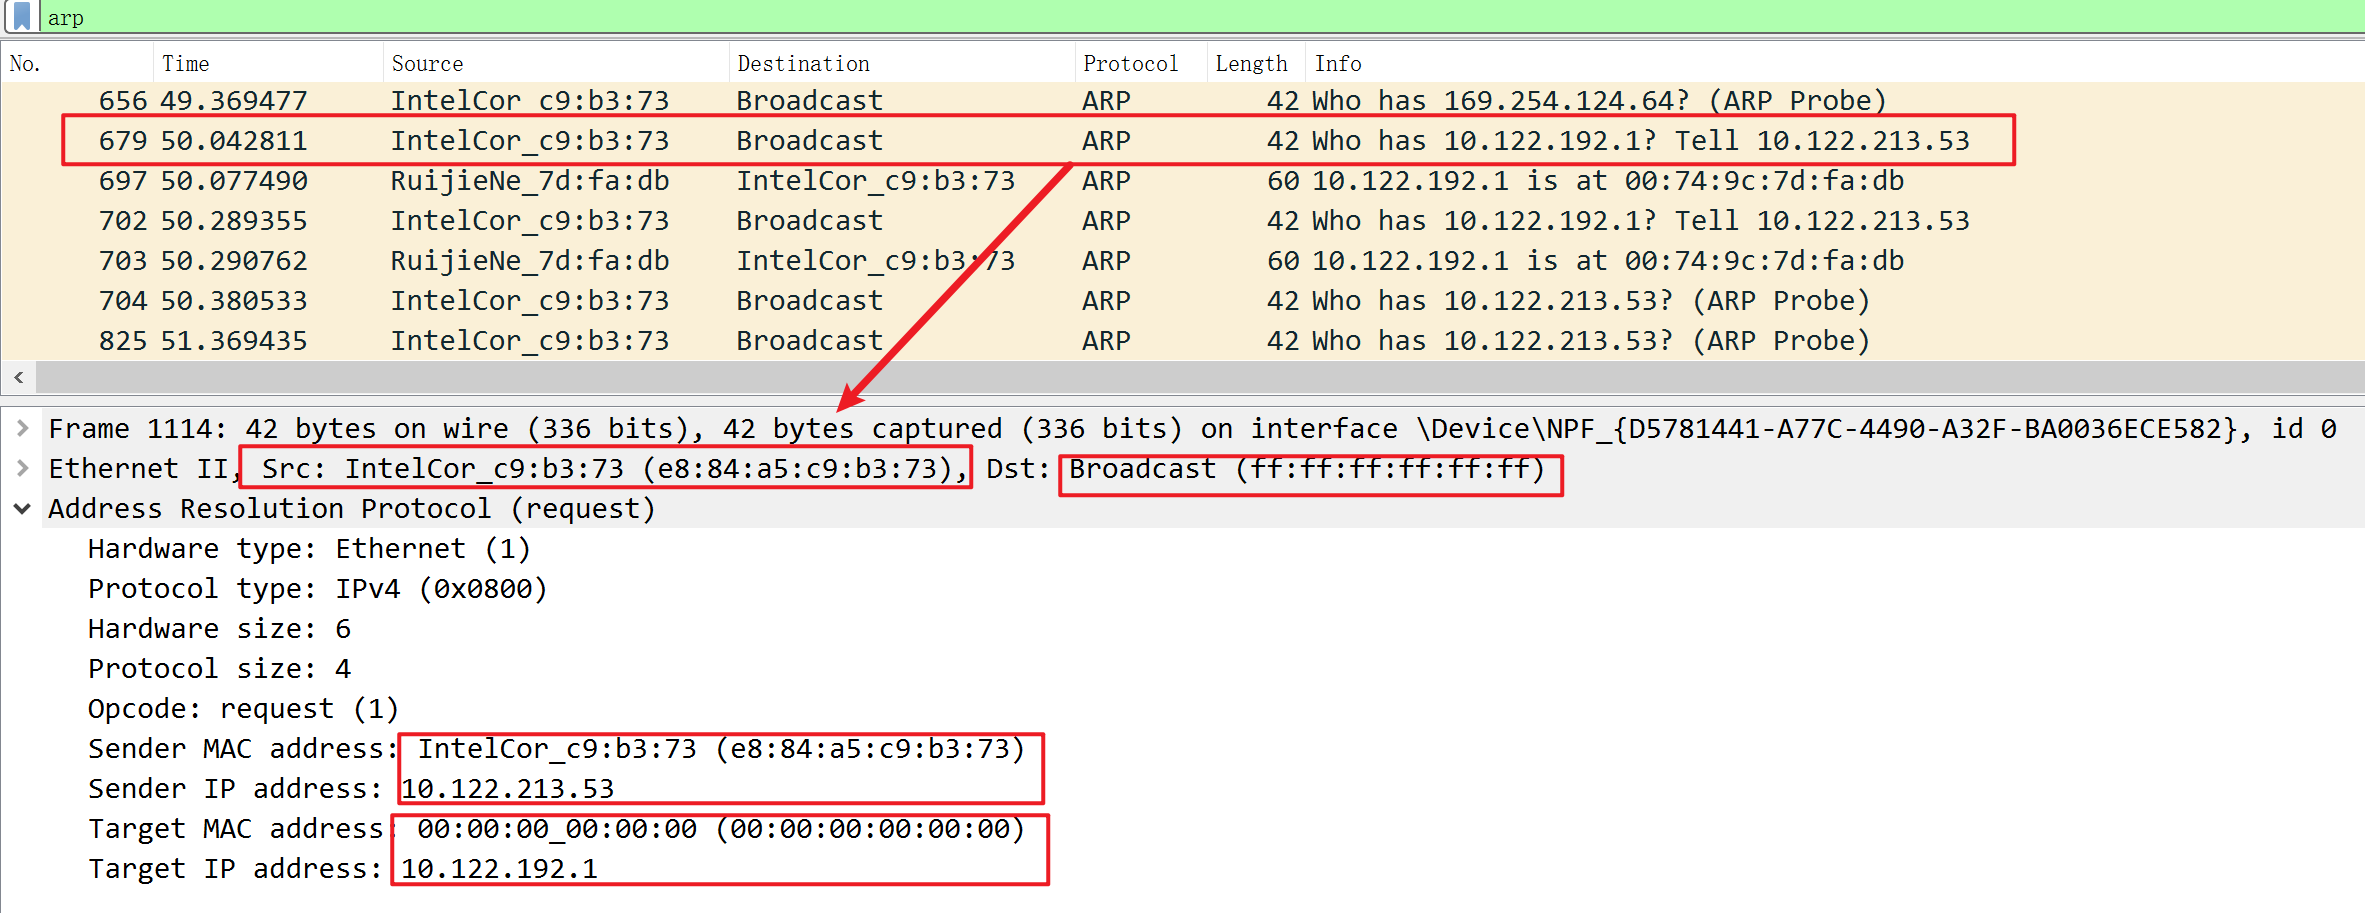 arp
No. Time Source Destination Protocol Length Info
656 49.369477 IntelCor_c9:b3:73 Broadcast ARP 42 Who has 169.254.124.64? (ARP Probe)
679 50.042811 IntelCor_c9:b3:73 Broadcast ARP 42 Who has 10.122.192.1? Tell 10.122.213.53
697 50.077490 RuijieNe_7d:fa:db IntelCor_c9:b3:73 ARP 60 10.122.192.1 is at 00:74:9c:7d:fa:db
702 50.289355 IntelCor_c9:b3:73 Broadcast ARP 42 Who has 10.122.192.1? Tell 10.122.213.53
703 50.290762 RuijieNe_7d:fa:db IntelCor_c9:b3:73 ARP 60 10.122.192.1 is at 00:74:9c:7d:fa:db
704 50.380533 IntelCor_c9:b3:73 Broadcast ARP 42 Who has 10.122.213.53? (ARP Probe)
825 51.369435 IntelCor_c9:b3:73 Broadcast ARP 42 Who has 10.122.213.53? (ARP Probe)
Frame 1114: 42 bytes on wire (336 bits), 42 bytes captured (336 bits) on interface \Device\NPF_{D5781441-A77C-4490-A32F-BA0036ECE582}, id 0
Ethernet II, Src: IntelCor_c9:b3:73 (e8:84:a5:c9:b3:73), Dst: Broadcast (ff:ff:ff:ff:ff:ff)
Address Resolution Protocol (request)
Hardware type: Ethernet (1)
Protocol type: IPv4 (0x0800)
Hardware size: 6
Protocol size: 4
Opcode: request (1)
Sender MAC address: IntelCor_c9:b3:73 (e8:84:a5:c9:b3:73)
Sender IP address: 10.122.213.53
Target MAC address: 00:00:00_00:00:00 (00:00:00:00:00:00)
Target IP address: 10.122.192.1